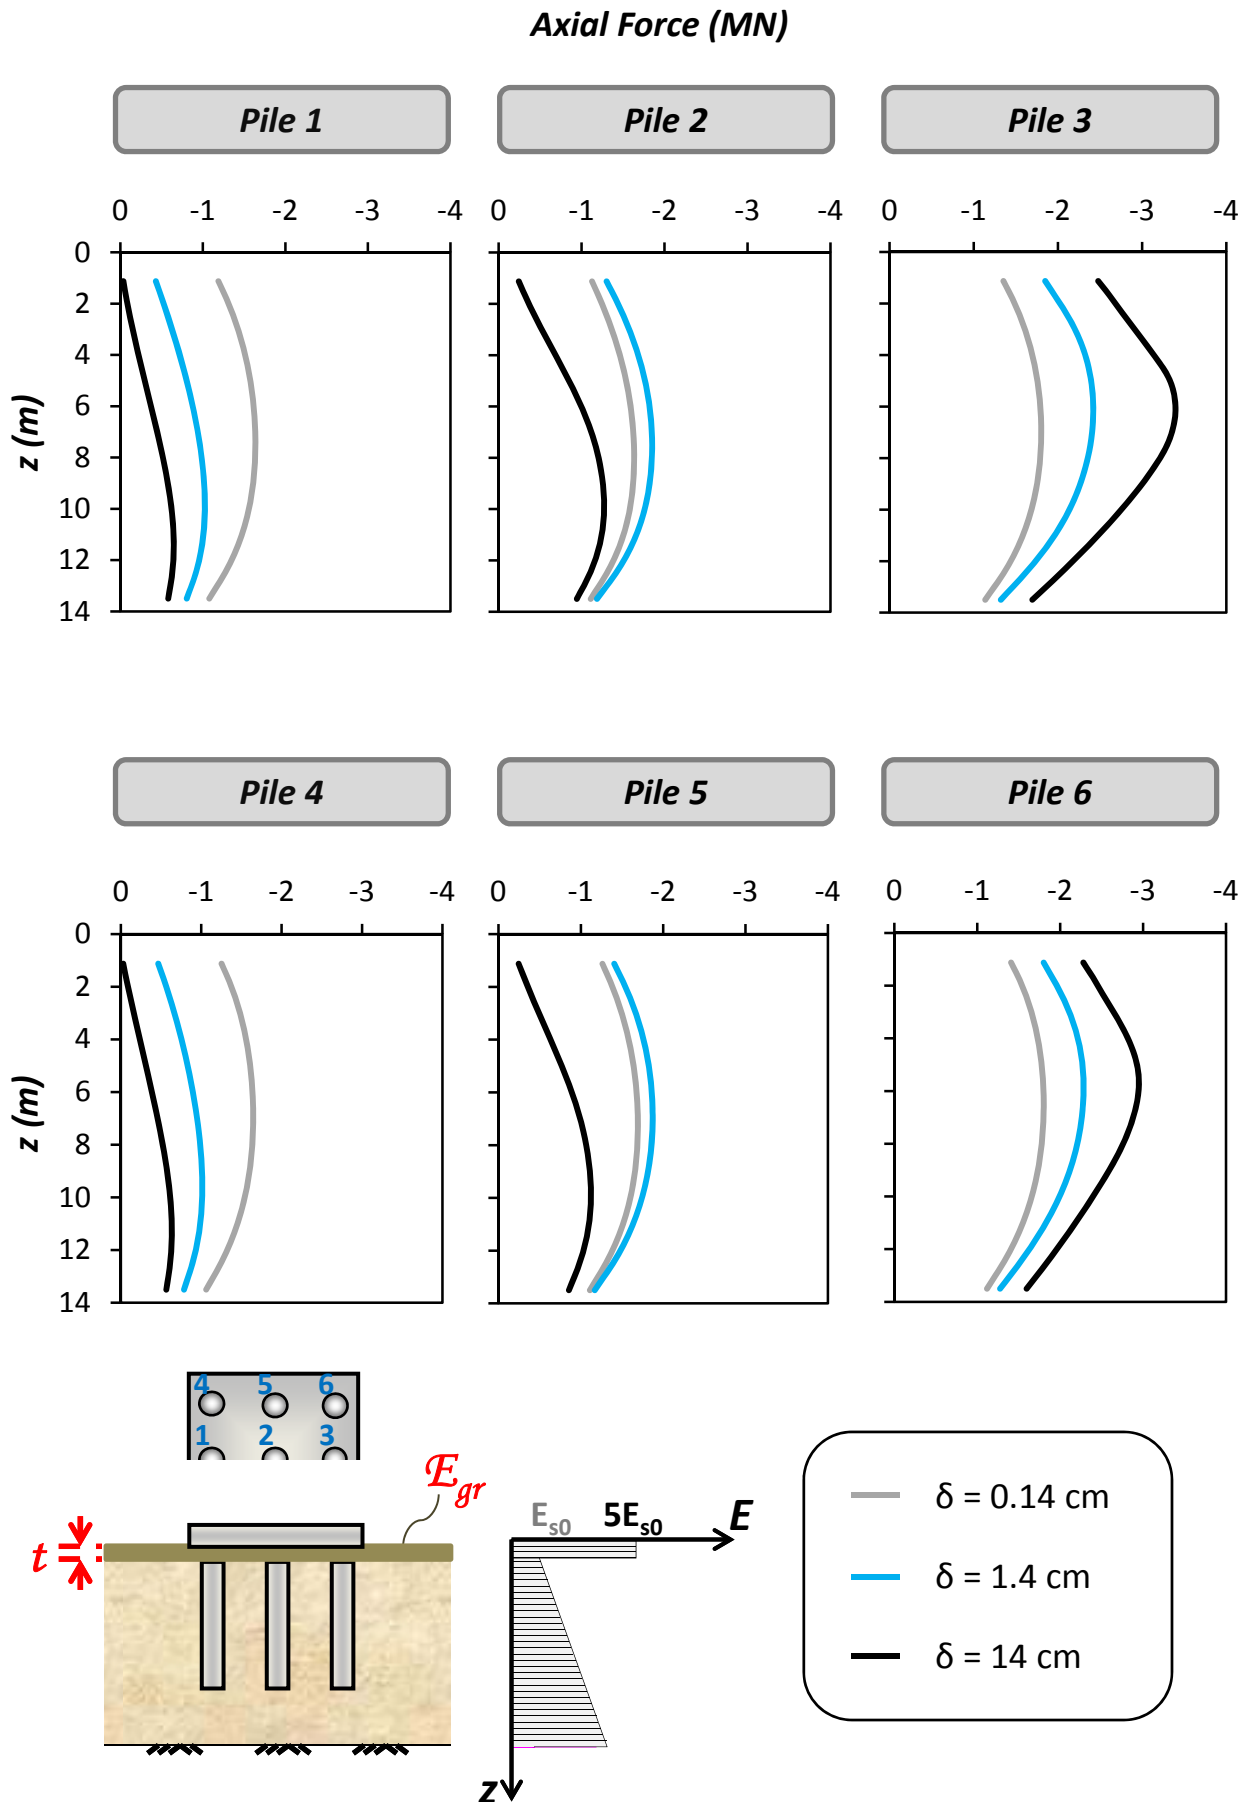 Axial Force (MN)
Pile 1 Pile 2 Pile 3
0 -1 -2 -3 -4 0 -1 -2 -3 -4 0 -1 -2 -3 -4
0
2
4
6
8
10
12
14
z (m)
Pile 4 Pile 5 Pile 6
0 -1 -2 -3 -4 0 -1 -2 -3 -4 0 -1 -2 -3 -4
0
2
4
6
8
10
12
14
z (m)
4 5 6
1 2 3
E_gr
t
E_s0 5E_s0 E
z
δ = 0.14 cm
δ = 1.4 cm
δ = 14 cm